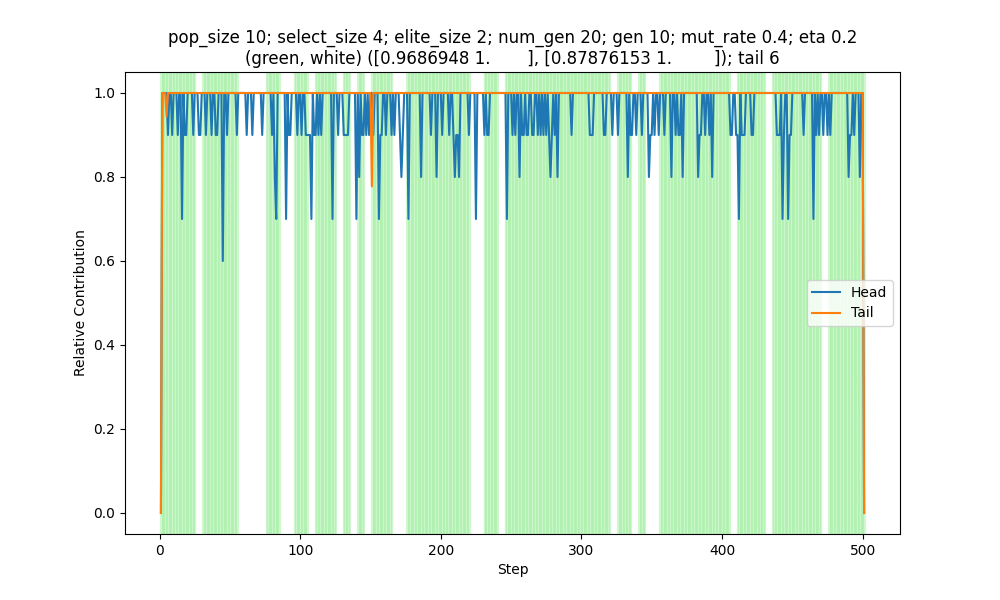 pop_size 10; select_size 4; elite_size 2; num_gen 20; gen 10; mut_rate 0.4; eta 0.2
(green, white) ([0.9686948 1.        ], [0.87876153 1.         ]); tail 6
1.0
0.8
0.6
0.4
0.2
0.0
Relative Contribution
Head
Tail
0 100 200 300 400 500
Step